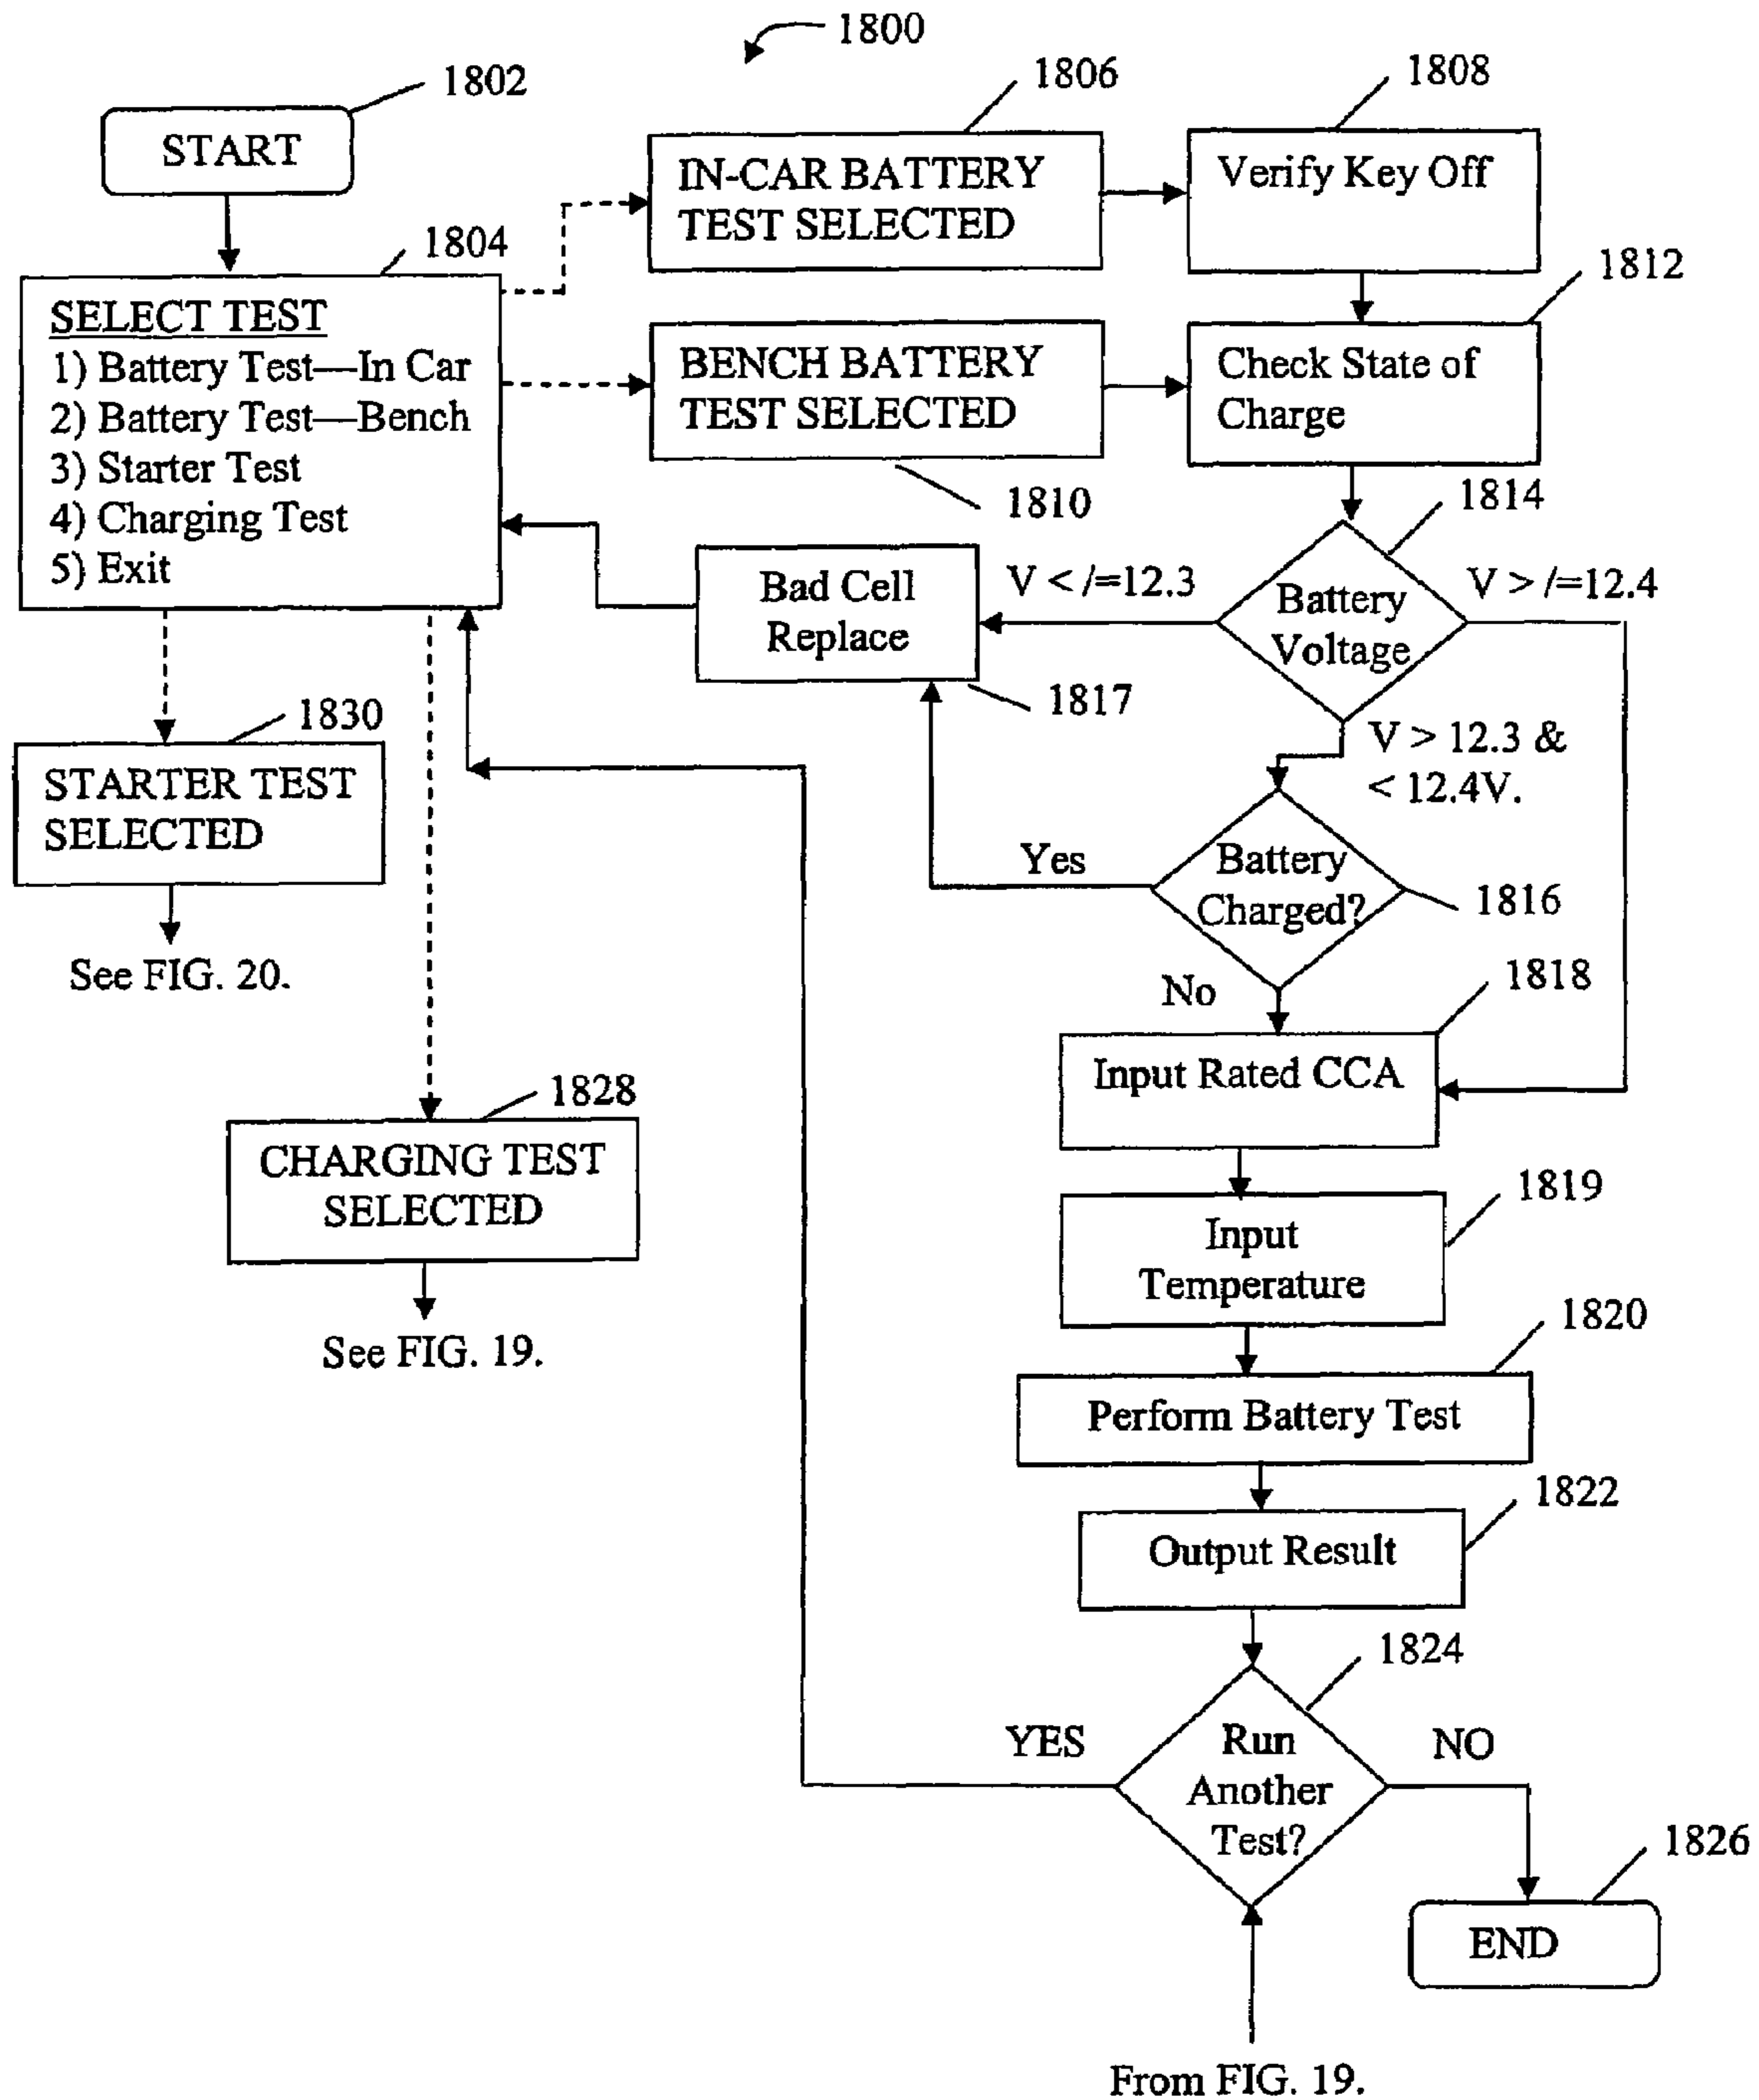 1800
1802
START
1804
SELECT TEST
1) Battery Test—In Car
2) Battery Test—Bench
3) Starter Test
4) Charging Test
5) Exit
1806
IN-CAR BATTERY
TEST SELECTED
1808
Verify Key Off
1810
BENCH BATTERY
TEST SELECTED
1812
Check State of
Charge
1814
Battery
Voltage
V < /=12.3
V > /=12.4
V > 12.3 &
< 12.4V.
Bad Cell
Replace
1817
Battery
Charged?
1816
Yes
No
1818
Input Rated CCA
1819
Input
Temperature
1820
Perform Battery Test
1822
Output Result
1824
Run
Another
Test?
YES
NO
1826
END
From FIG. 19.
1830
STARTER TEST
SELECTED
See FIG. 20.
1828
CHARGING TEST
SELECTED
See FIG. 19.